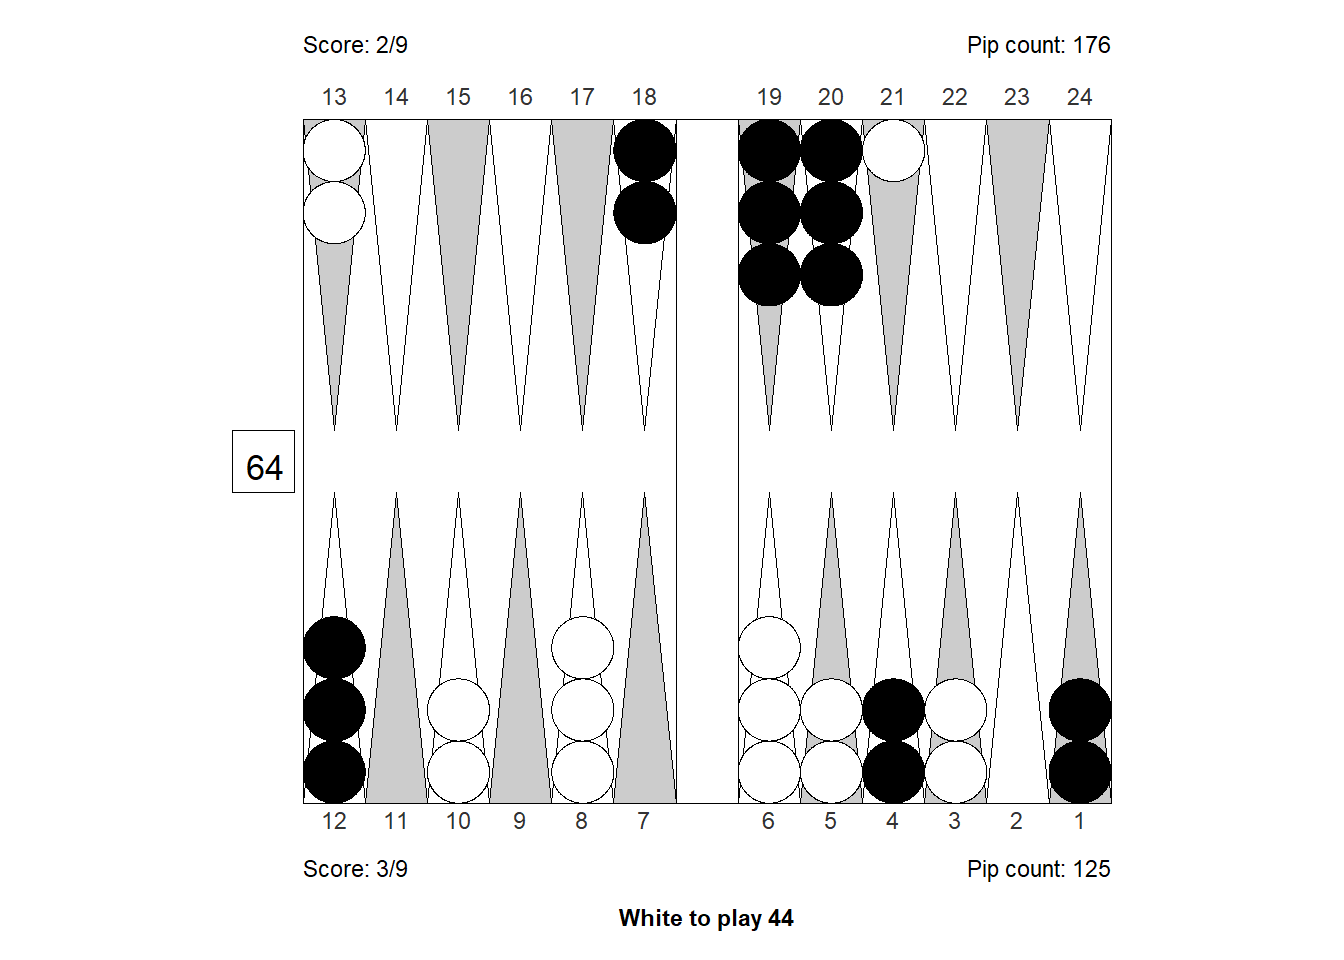 Score: 2/9 Pip count: 176
13 14 15 16 17 18 19 20 21 22 23 24
64
12 11 10 9 8 7 6 5 4 3 2 1
Score: 3/9 Pip count: 125
White to play 44